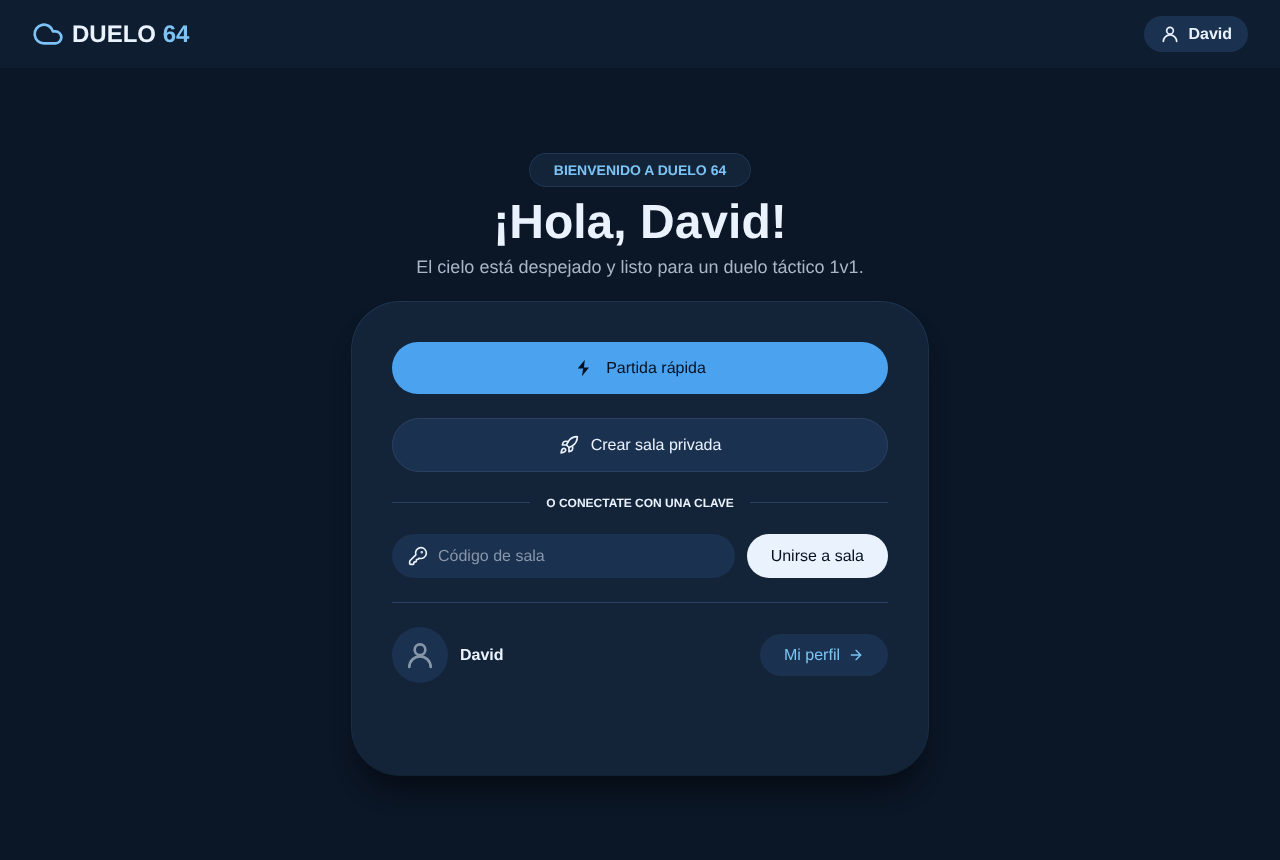 DUELO 64
David
BIENVENIDO A DUELO 64
¡Hola, David!
El cielo está despejado y listo para un duelo táctico 1v1.
Partida rápida
Crear sala privada
O CONECTATE CON UNA CLAVE
Código de sala
Unirse a sala
David
Mi perfil